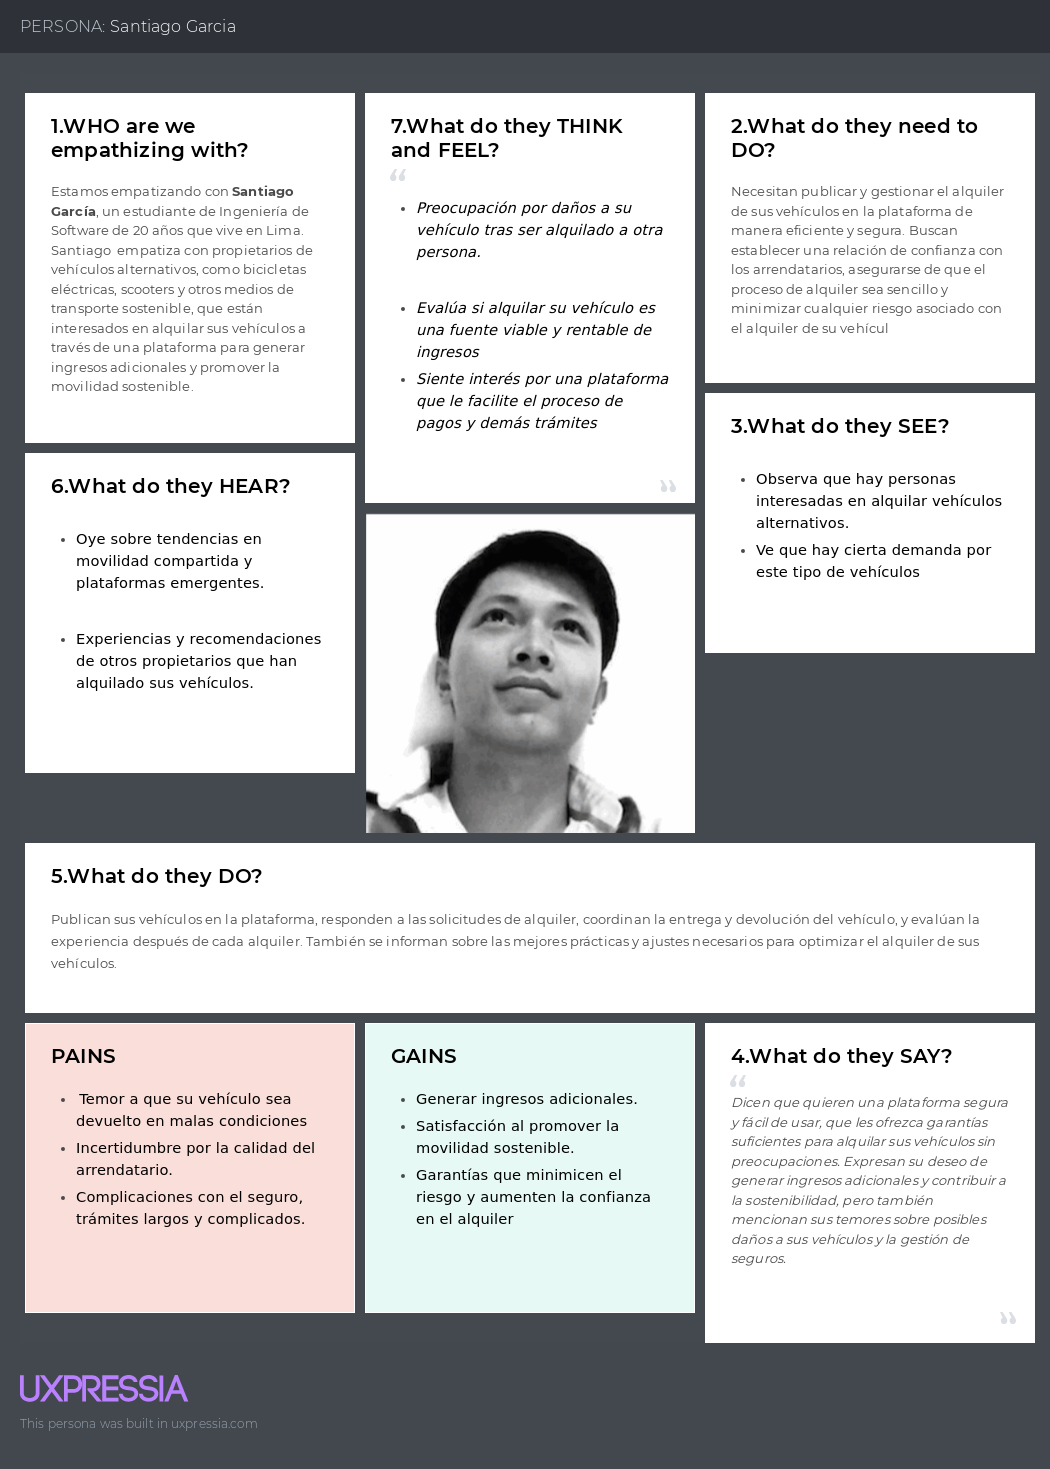 PERSONA: Santiago Garcia
1.WHO are we
empathizing with?
Estamos empatizando con Santiago
García, un estudiante de Ingeniería de
Software de 20 años que vive en Lima.
Santiago  empatiza con propietarios de
vehículos alternativos, como bicicletas
eléctricas, scooters y otros medios de
transporte sostenible, que están
interesados en alquilar sus vehículos a
través de una plataforma para generar
ingresos adicionales y promover la
movilidad sostenible.
7.What do they THINK
and FEEL?
“
• Preocupación por daños a su
vehículo tras ser alquilado a otra
persona.
• Evalúa si alquilar su vehículo es
una fuente viable y rentable de
ingresos
• Siente interés por una plataforma
que le facilite el proceso de
pagos y demás trámites
”
2.What do they need to
DO?
Necesitan publicar y gestionar el alquiler
de sus vehículos en la plataforma de
manera eficiente y segura. Buscan
establecer una relación de confianza con
los arrendatarios, asegurarse de que el
proceso de alquiler sea sencillo y
minimizar cualquier riesgo asociado con
el alquiler de su vehícul
3.What do they SEE?
• Observa que hay personas
interesadas en alquilar vehículos
alternativos.
• Ve que hay cierta demanda por
este tipo de vehículos
6.What do they HEAR?
• Oye sobre tendencias en
movilidad compartida y
plataformas emergentes.
• Experiencias y recomendaciones
de otros propietarios que han
alquilado sus vehículos.
5.What do they DO?
Publican sus vehículos en la plataforma, responden a las solicitudes de alquiler, coordinan la entrega y devolución del vehículo, y evalúan la
experiencia después de cada alquiler. También se informan sobre las mejores prácticas y ajustes necesarios para optimizar el alquiler de sus
vehículos.
PAINS
• Temor a que su vehículo sea
devuelto en malas condiciones
• Incertidumbre por la calidad del
arrendatario.
• Complicaciones con el seguro,
trámites largos y complicados.
GAINS
• Generar ingresos adicionales.
• Satisfacción al promover la
movilidad sostenible.
• Garantías que minimicen el
riesgo y aumenten la confianza
en el alquiler
4.What do they SAY?
“
Dicen que quieren una plataforma segura
y fácil de usar, que les ofrezca garantías
suficientes para alquilar sus vehículos sin
preocupaciones. Expresan su deseo de
generar ingresos adicionales y contribuir a
la sostenibilidad, pero también
mencionan sus temores sobre posibles
daños a sus vehículos y la gestión de
seguros.
”
UXPRESSIA
This persona was built in uxpressia.com